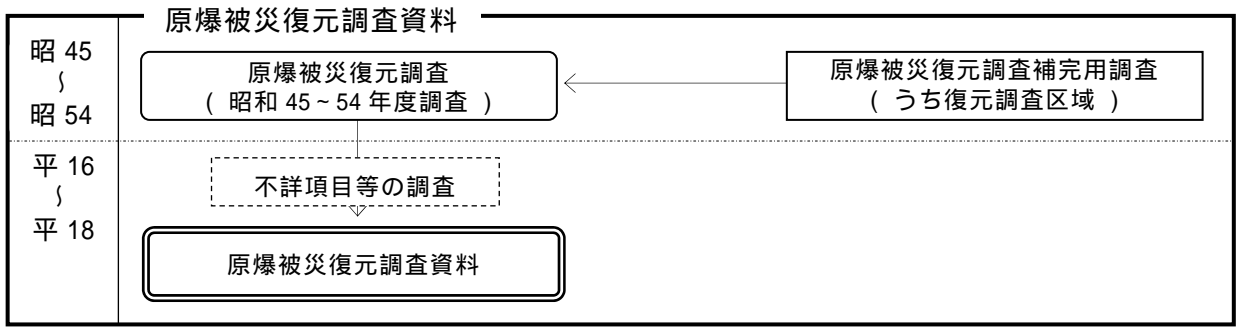 原爆被災復元調査資料
昭 45
~
昭 54
原爆被災復元調査
( 昭和 45~54 年度調査 )
原爆被災復元調査補完用調査
( うち復元調査区域 )
平 16
~
平 18
不詳項目等の調査
原爆被災復元調査資料